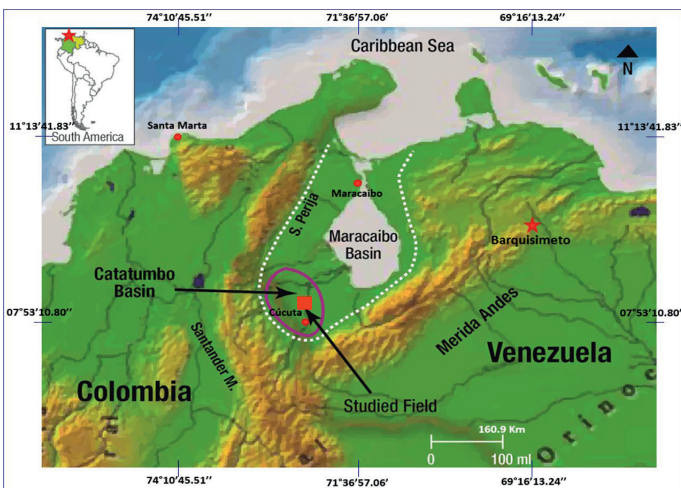 74°10′45.51′′
71°36′57.06′
69°16′13.24′′
Caribbean Sea
N
South America
11°13′41.83′′
11°13′41.83′′
Santa Marta
S. Perija
Maracaibo
Maracaibo
Basin
Barquisimeto
Catatumbo
Basin
07°53′10.80′′
Cúcuta
07°53′10.80′′
Santander M.
Merida Andes
Venezuela
Colombia
Studied Field
Orinoc
160.9 Km
0
100 ml
74°10′45.51′′
71°36′57.06′
69°16′13.24′′